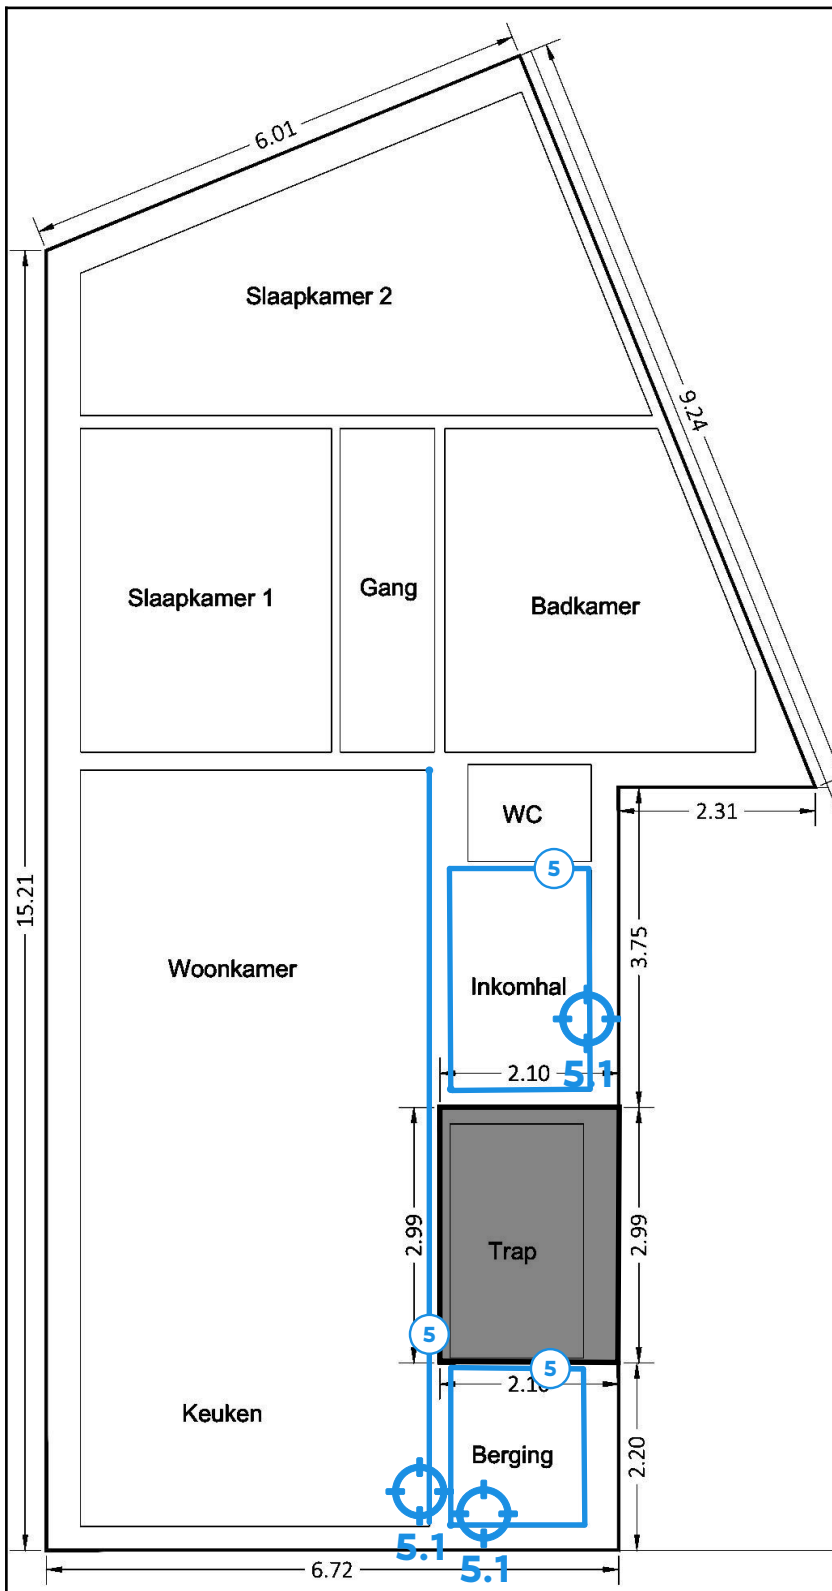 6.01
Slaapkamer 2
9.24
Slaapkamer 1
Gang
Badkamer
WC
2.31
5
15.21
3.75
Woonkamer
Inkomhal
2.10
5.1
2.99
2.99
Trap
5
5
2.10
Keuken
Berging
2.20
5.1
5.1
6.72